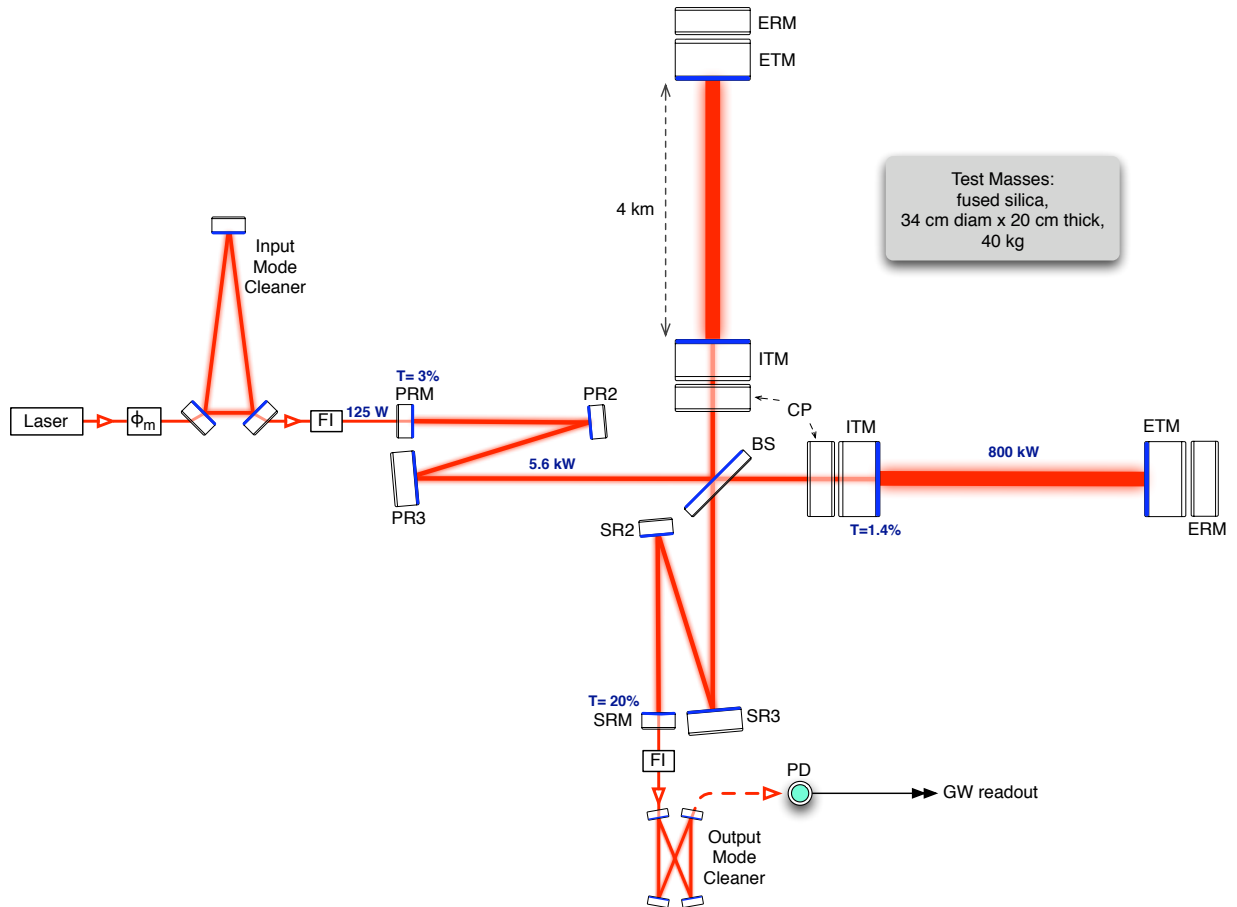 ERM
ETM
4 km
Test Masses:
fused silica,
34 cm diam x 20 cm thick,
40 kg
Input
Mode
Cleaner
ITM
T= 3%
PRM
PR2
CP
Laser
ϕm
FI
125 W
BS
ITM
ETM
5.6 kW
800 kW
PR3
SR2
T=1.4%
ERM
T= 20%
SRM
SR3
FI
PD
GW readout
Output
Mode
Cleaner